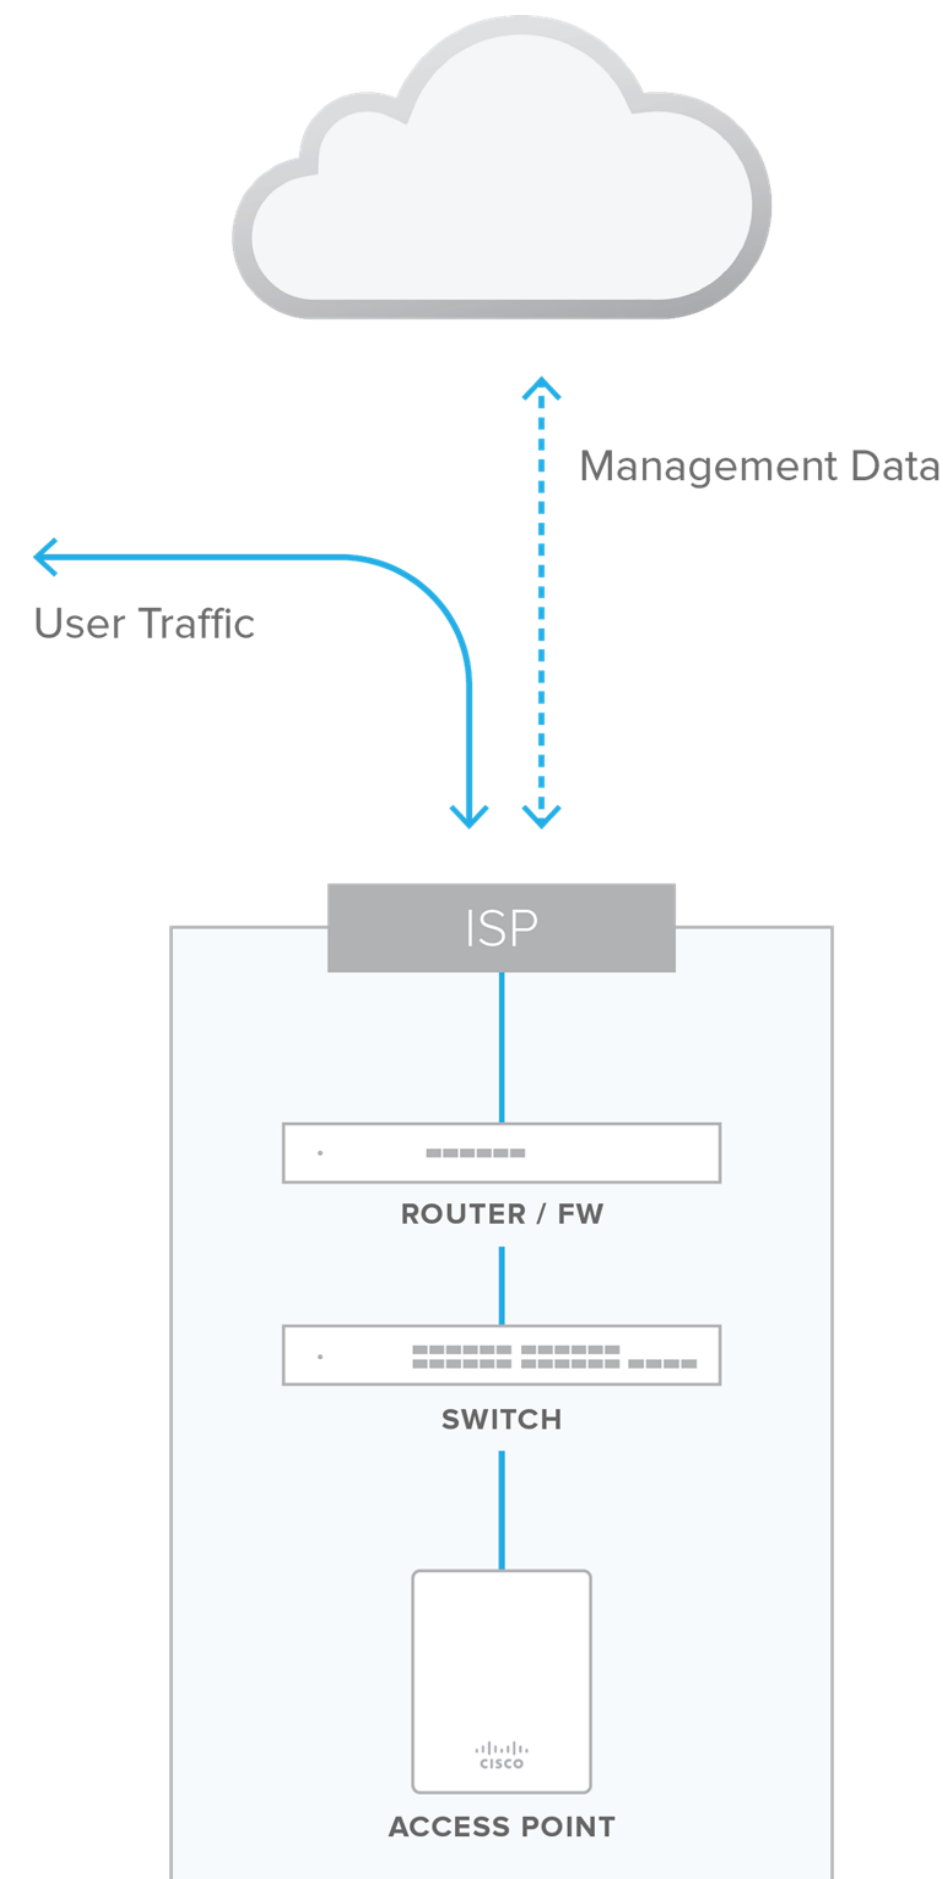 Management Data
User Traffic
ISP
ROUTER / FW
SWITCH
CISCO
ACCESS POINT